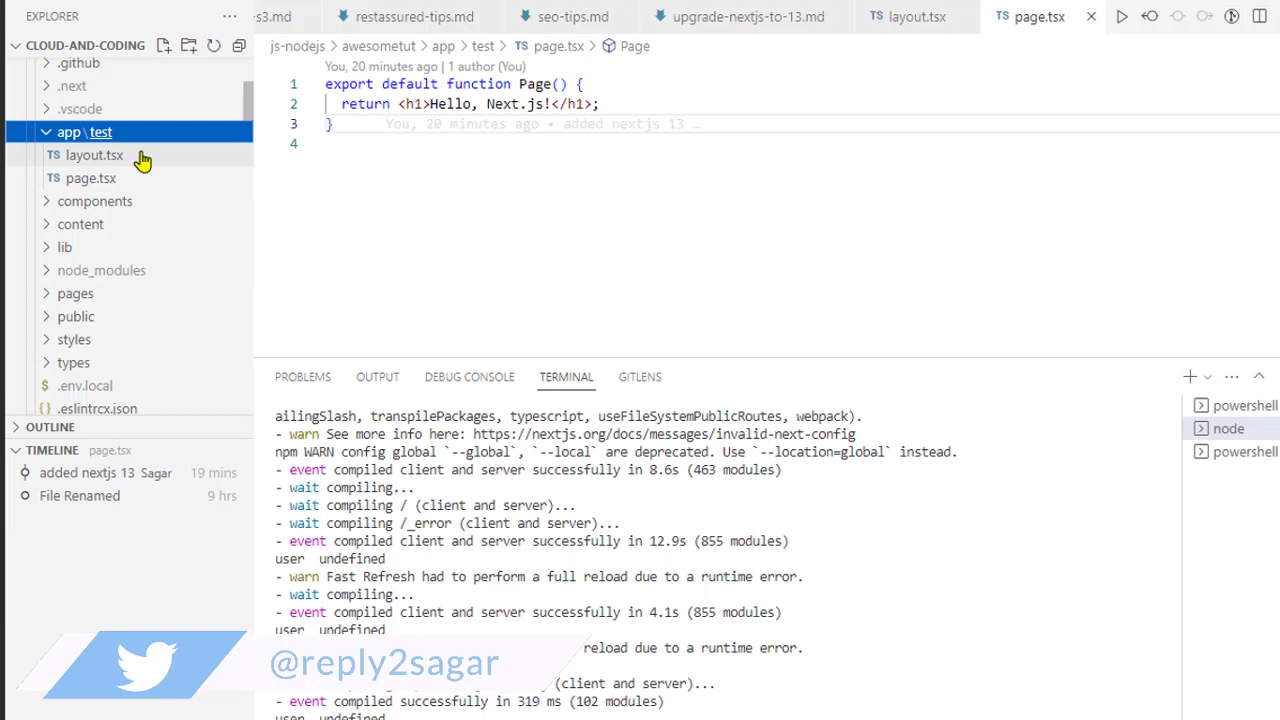 EXPLORER
CLOUD-AND-CODING
.github
.next
.vscode
app\test
TS layout.tsx
TS page.tsx
components
content
lib
node_modules
pages
public
styles
types
$ .env.local
{} .eslintrcx.json
OUTLINE
TIMELINE page.tsx
added nextjs 13 Sagar 19 mins
File Renamed 9 hrs
s3.md
restassured-tips.md
seo-tips.md
upgrade-nextjs-to-13.md
TS layout.tsx
TS page.tsx
js-nodejs > awesometut > app > test > TS page.tsx > Page
You, 20 minutes ago | 1 author (You)
1 export default function Page() {
2 return <h1>Hello, Next.js!</h1>;
3 } You, 20 minutes ago • added nextjs 13 …
4
PROBLEMS OUTPUT DEBUG CONSOLE TERMINAL GITLENS
ailingSlash, transpilePackages, typescript, useFileSystemPublicRoutes, webpack).
- warn See more info here: https://nextjs.org/docs/messages/invalid-next-config
npm WARN config global `--global`, `--local` are deprecated. Use `--location=global` instead.
- event compiled client and server successfully in 8.6s (463 modules)
- wait compiling...
- wait compiling / (client and server)...
- wait compiling /_error (client and server)...
- event compiled client and server successfully in 12.9s (855 modules)
user undefined
- warn Fast Refresh had to perform a full reload due to a runtime error.
- wait compiling...
- event compiled client and server successfully in 4.1s (855 modules)
user undefined
reload due to a runtime error.
(client and server)...
- event compiled successfully in 319 ms (102 modules)
user undefined
powershell
node
powershell
@reply2sagar